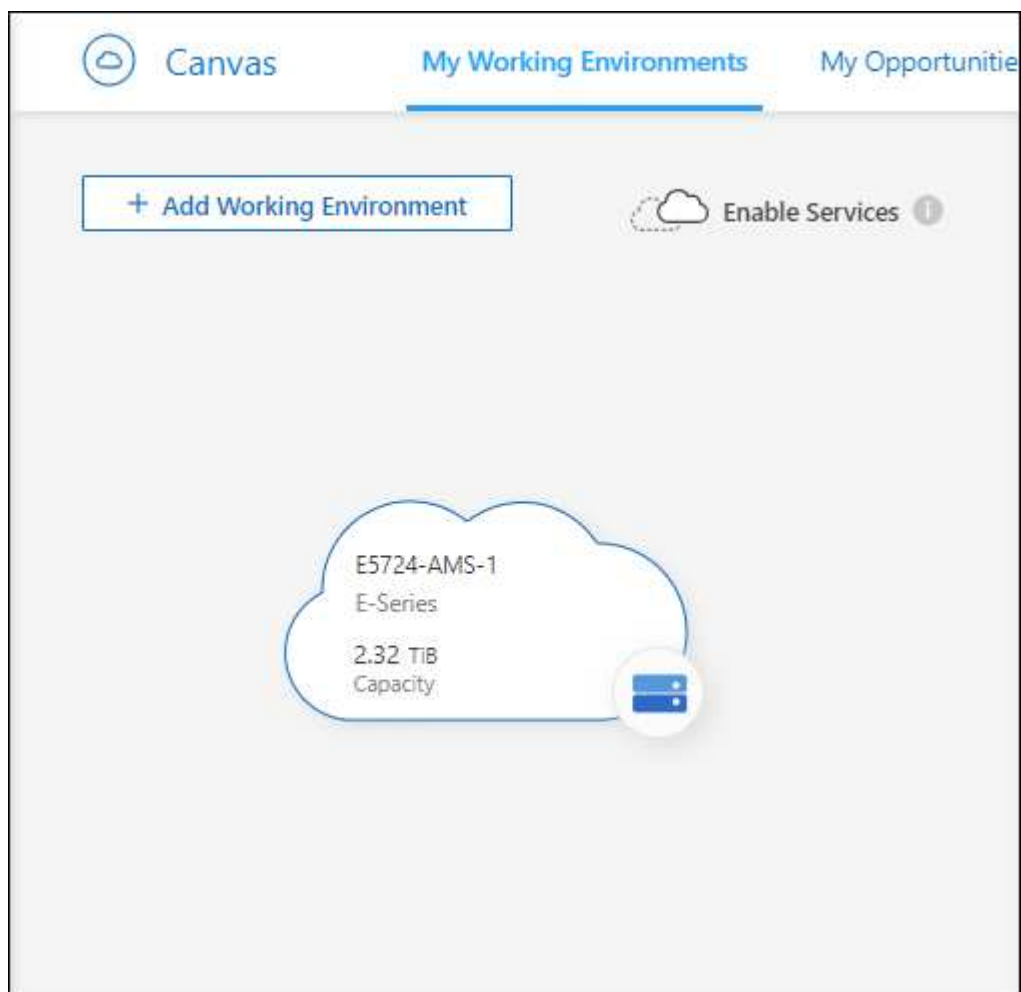 Canvas
My Working Environments
My Opportunitie
+ Add Working Environment
Enable Services
E5724-AMS-1
E-Series
2.32 TiB
Capacity